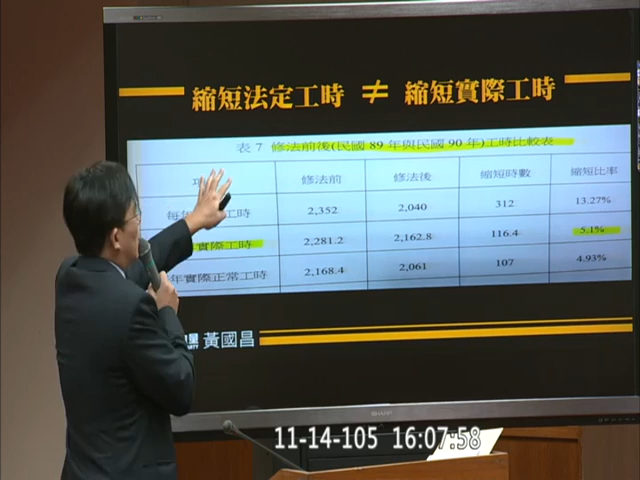 縮短法定工時 ≠ 縮短實際工時
表 7 修法前後(民國 89 年與民國 90 年)工時比較表
修法前 修法後 縮短時數 縮短比率
每年 工時 2,352 2,040 312 13.27%
實際工時 2,281.2 2,162.8 116.4 5.1%
年實際正常工時 2,168.4 2,061 107 4.93%
黃國昌
SHARP
11-14-105 16:07:58